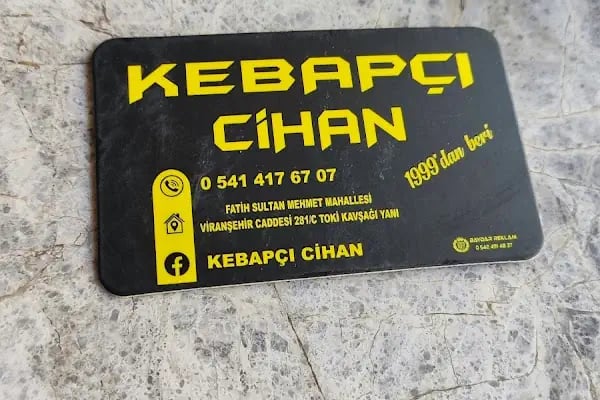 KEBAPÇI
CİHAN
1999'dan beri
0 541 417 67 07
FATİH SULTAN MEHMET MAHALLESİ
VİRANŞEHİR CADDESİ 281/C TOKİ KAVŞAĞI YANI
KEBAPÇI CİHAN
REKLAM